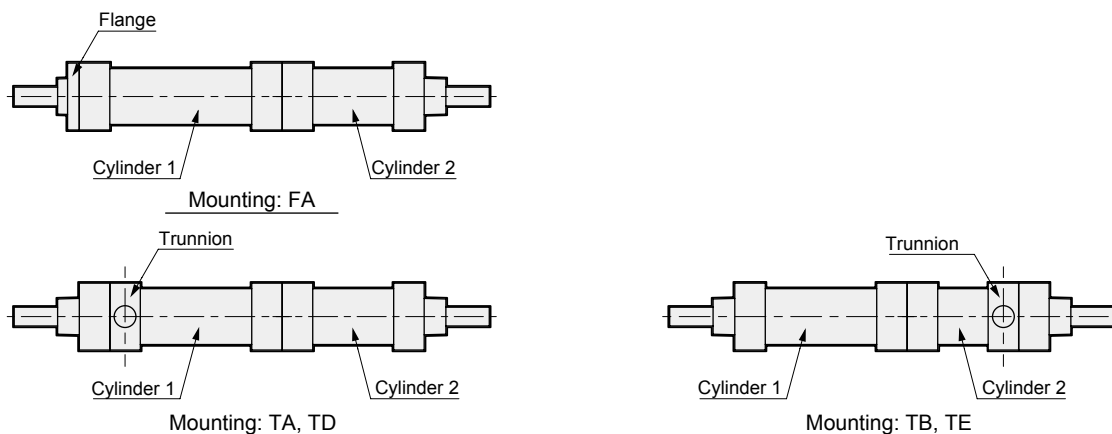 Flange
Cylinder 1
Cylinder 2
Mounting: FA
Trunnion
Cylinder 1
Cylinder 2
Mounting: TA, TD
Trunnion
Cylinder 1
Cylinder 2
Mounting: TB, TE